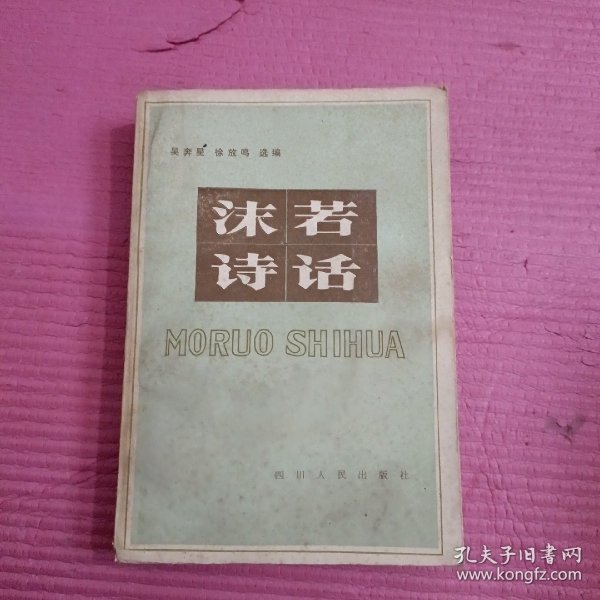 吴奔星 徐放鸣 选编
沫若
诗话
MORUO SHIHUA
四川人民出版社
孔夫子旧书网
www.kongfz.com